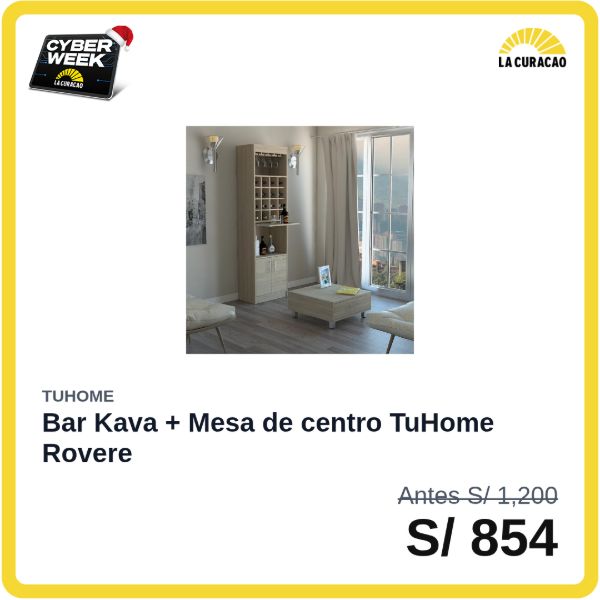 CYBER
WEEK
LA CURACAO
LA CURACAO
TUHOME
Bar Kava + Mesa de centro TuHome
Rovere
Antes S/ 1,200
S/ 854